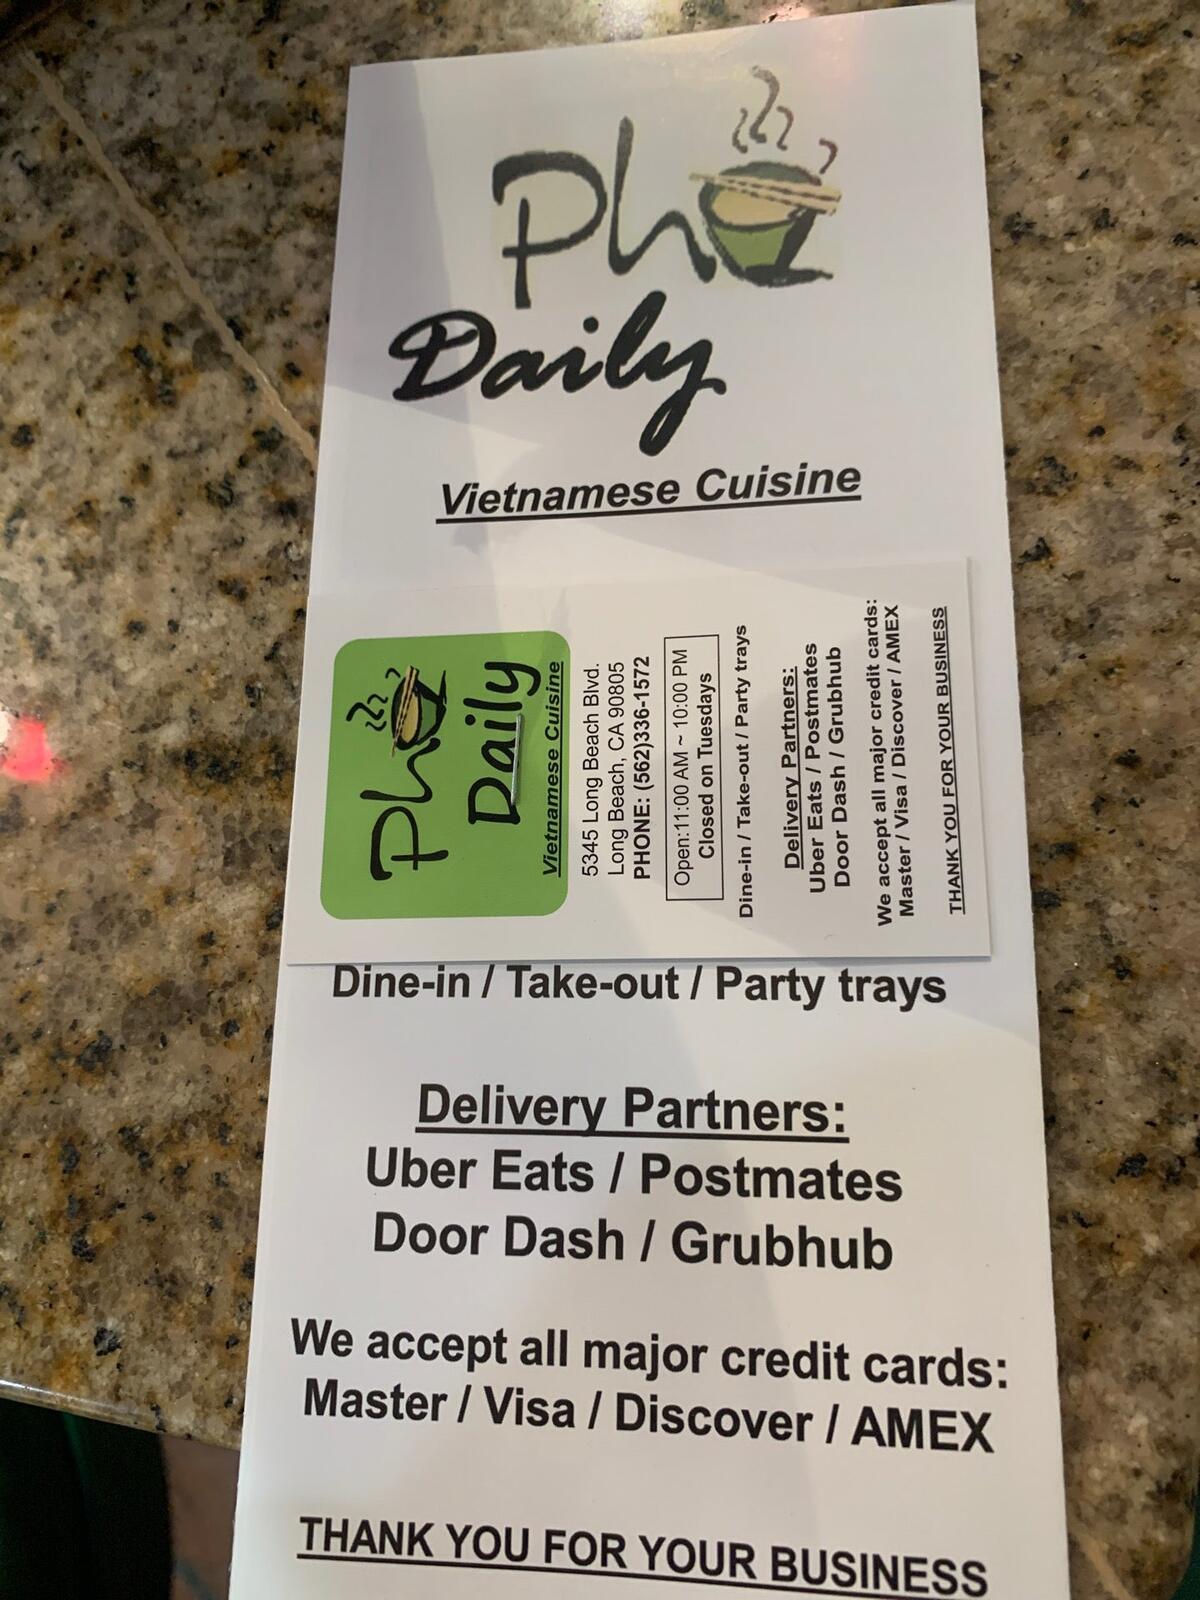 Pho
Daily
Vietnamese Cuisine
Pho
Daily
Vietnamese Cuisine
5345 Long Beach Blvd.
Long Beach, CA 90805
PHONE: (562)336-1572
Open:11:00 AM ~ 10:00 PM
Closed on Tuesdays
Dine-in / Take-out / Party trays
Delivery Partners:
Uber Eats / Postmates
Door Dash / Grubhub
We accept all major credit cards:
Master / Visa / Discover / AMEX
THANK YOU FOR YOUR BUSINESS
Dine-in / Take-out / Party trays
Delivery Partners:
Uber Eats / Postmates
Door Dash / Grubhub
We accept all major credit cards:
Master / Visa / Discover / AMEX
THANK YOU FOR YOUR BUSINESS